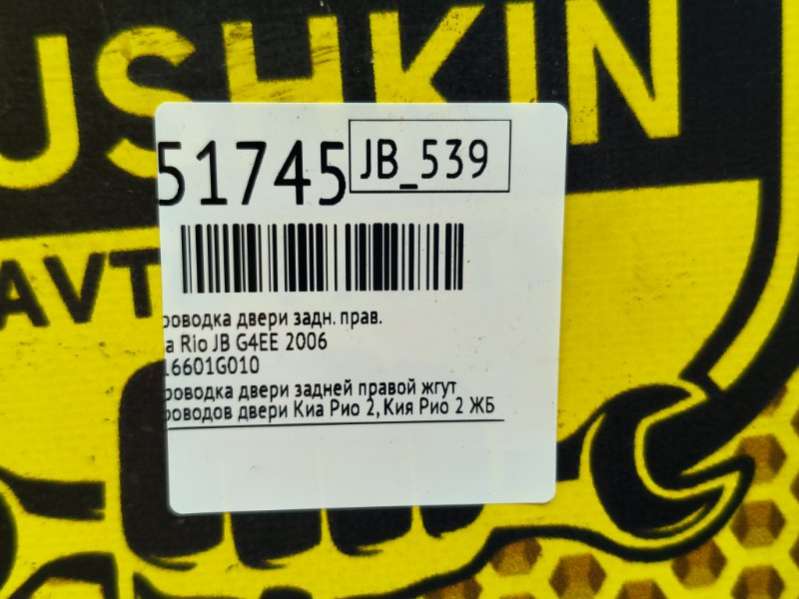 USHKIN
AVT
51745
JB_539
роводка двери задн. прав.
a Rio JB G4EE 2006
16601G010
роводка двери задней правой жгут
роводов двери Киа Рио 2, Кия Рио 2 ЖБ